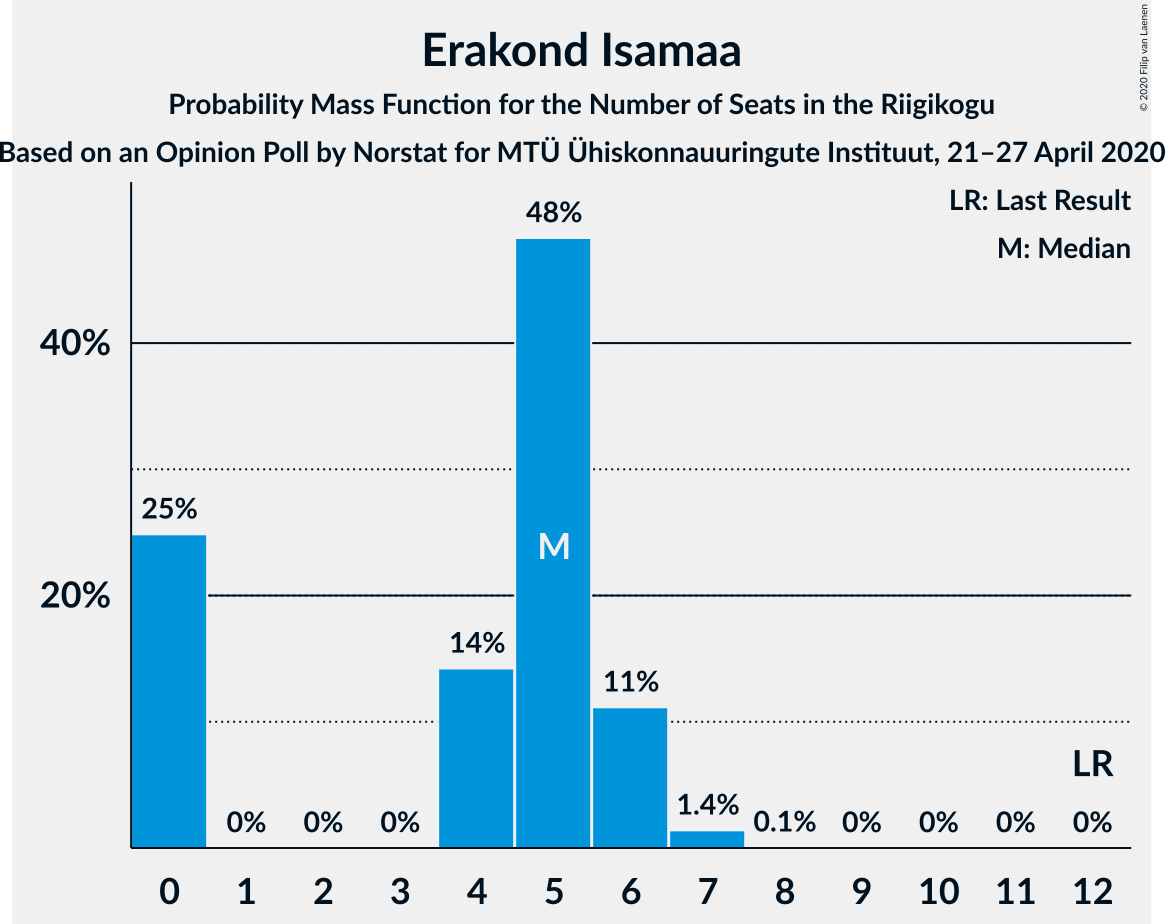 Erakond Isamaa
Probability Mass Function for the Number of Seats in the Riigikogu
Based on an Opinion Poll by Norstat for MTÜ Ühiskonnauuringute Instituut, 21–27 April 2020
© 2020 Filip van Laenen
LR: Last Result
M: Median
48%
40%
25%
M
20%
14%
11%
LR
0% 0% 0% 1.4% 0.1% 0% 0% 0% 0%
0 1 2 3 4 5 6 7 8 9 10 11 12